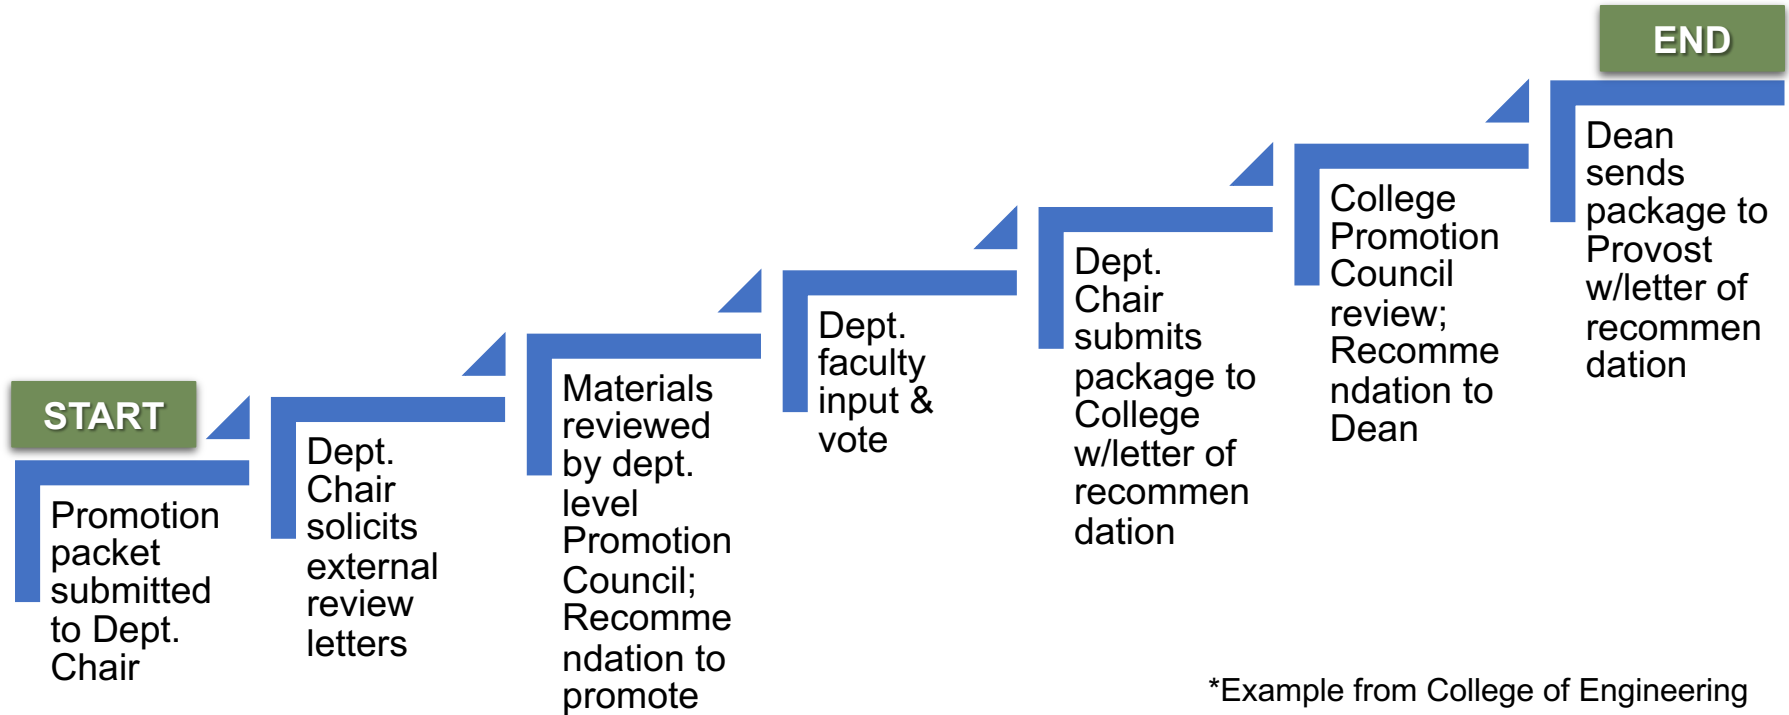 START
Promotion
packet
submitted
to Dept.
Chair
Dept.
Chair
solicits
external
review
letters
Materials
reviewed
by dept.
level
Promotion
Council;
Recomme
ndation to
promote
Dept.
faculty
input &
vote
Dept.
Chair
submits
package to
College
w/letter of
recommen
dation
College
Promotion
Council
review;
Recomme
ndation to
Dean
END
Dean
sends
package to
Provost
w/letter of
recommen
dation
*Example from College of Engineering